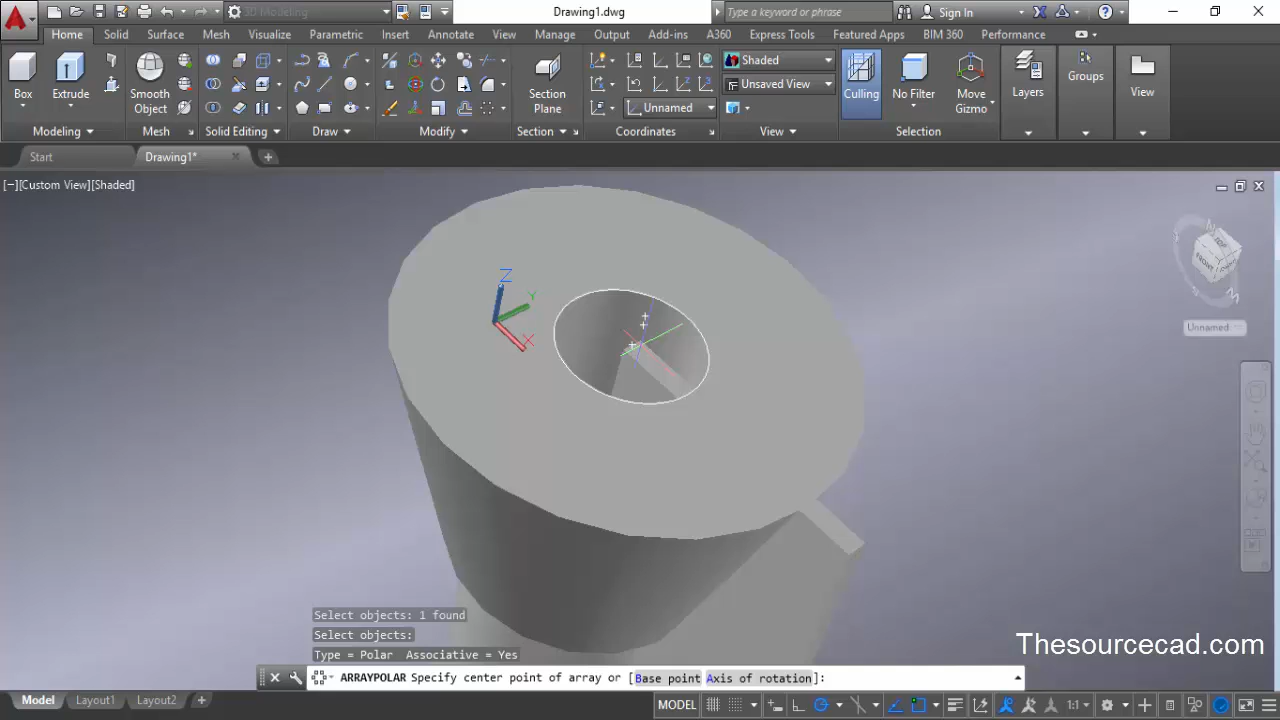 3D Modeling
Drawing1.dwg
Type a keyword or phrase
Sign In
Home Solid Surface Mesh Visualize Parametric Insert Annotate View Manage Output Add-ins A360 Express Tools Featured Apps BIM 360 Performance
Box
Extrude
Smooth Object
Section Plane
Shaded
Unsaved View
Unnamed
Culling
No Filter
Move Gizmo
Layers
Groups
View
Modeling Mesh Solid Editing Draw Modify Section Coordinates View Selection
Start Drawing1*
[−][Custom View][Shaded]
N
TOP
FRONT
Z
Y
X
Unnamed
Select objects: 1 found
Select objects:
Type = Polar Associative = Yes
Thesourcecad.com
ARRAYPOLAR Specify center point of array or [Base point Axis of rotation]:
Model Layout1 Layout2 MODEL 1:1